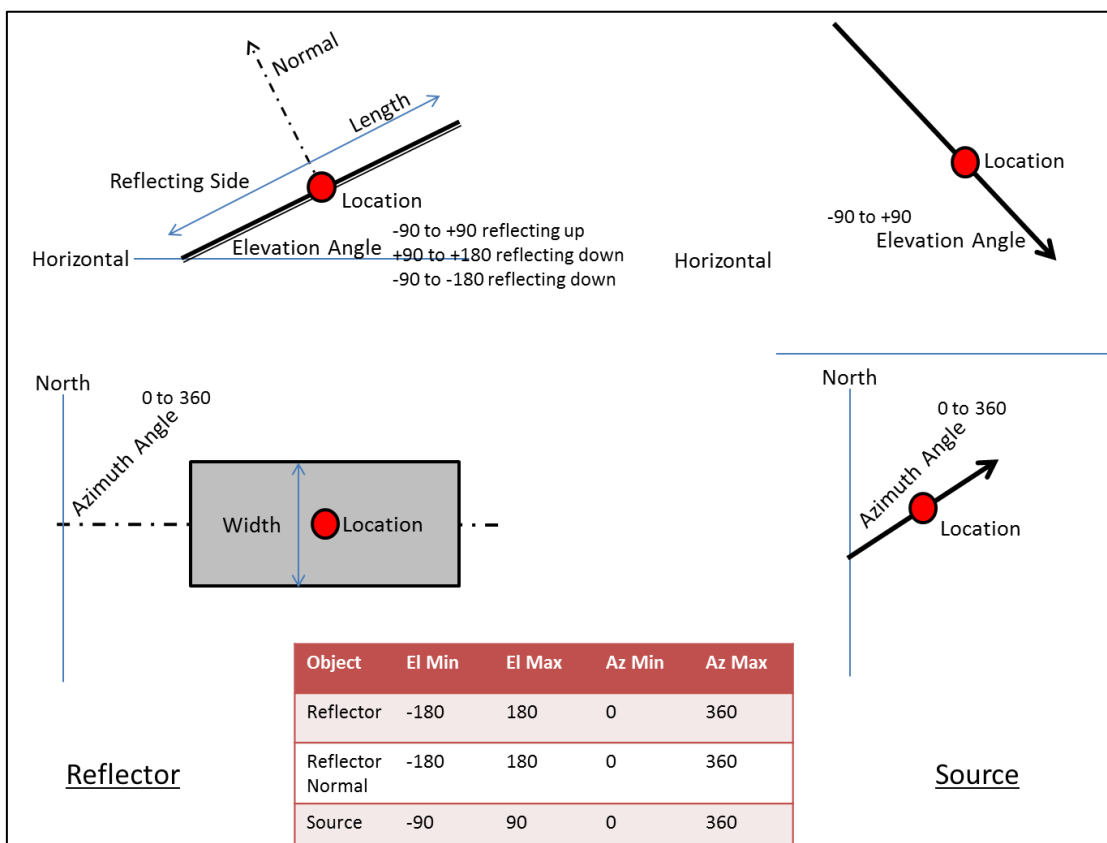 Normal
Length
Reflecting Side
Location
Elevation Angle
-90 to +90 reflecting up
+90 to +180 reflecting down
-90 to -180 reflecting down
Horizontal
Location
-90 to +90
Elevation Angle
Horizontal
North
0 to 360
Azimuth Angle
Width
Location
North
0 to 360
Azimuth Angle
Location
Object El Min El Max Az Min Az Max
Reflector -180 180 0 360
Reflector
Normal -180 180 0 360
Source -90 90 0 360
Reflector
Source